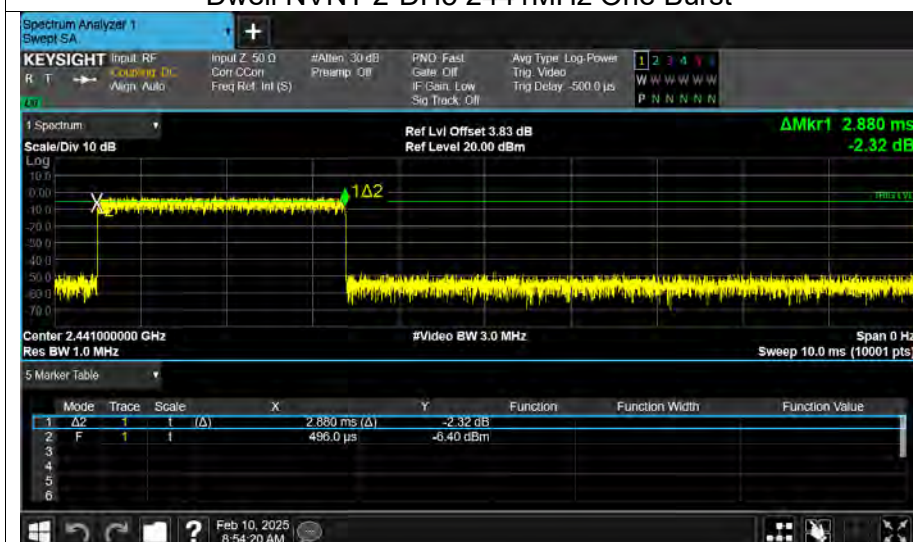 Dwell NVNT 2-DH5 2441MHz One Burst
Spectrum Analyzer 1
Swept SA
+
KEYSIGHT Input: RF Input Z: 50 Ω #Atten: 30 dB PNO: Fast Avg Type: Log-Power 1 2 3 4 5 6
R T Coupling: DC Corr CCorr Preamp: Off Gate: Off Trig: Video W W W W W W
Align: Auto Freq Ref: Int (S) IF Gain: Low Trig Delay: -500.0 µs P N N N N N
Sig Track: Off
1 Spectrum
Ref Lvl Offset 3.83 dB ΔMkr1 2.880 ms
Scale/Div 10 dB Ref Level 20.00 dBm -2.32 dB
Log
10.0
0.00
1Δ2
-10.0
-20.0
-30.0
-40.0
-50.0
-60.0
-70.0
Center 2.441000000 GHz #Video BW 3.0 MHz Span 0 Hz
Res BW 1.0 MHz Sweep 10.0 ms (10001 pts)
5 Marker Table
Mode Trace Scale X Y Function Function Width Function Value
1 Δ2 1 t (Δ) 2.880 ms (Δ) -2.32 dB
2 F 1 t 496.0 µs -6.40 dBm
3
4
5
6
? Feb 10, 2025
8:54:20 AM